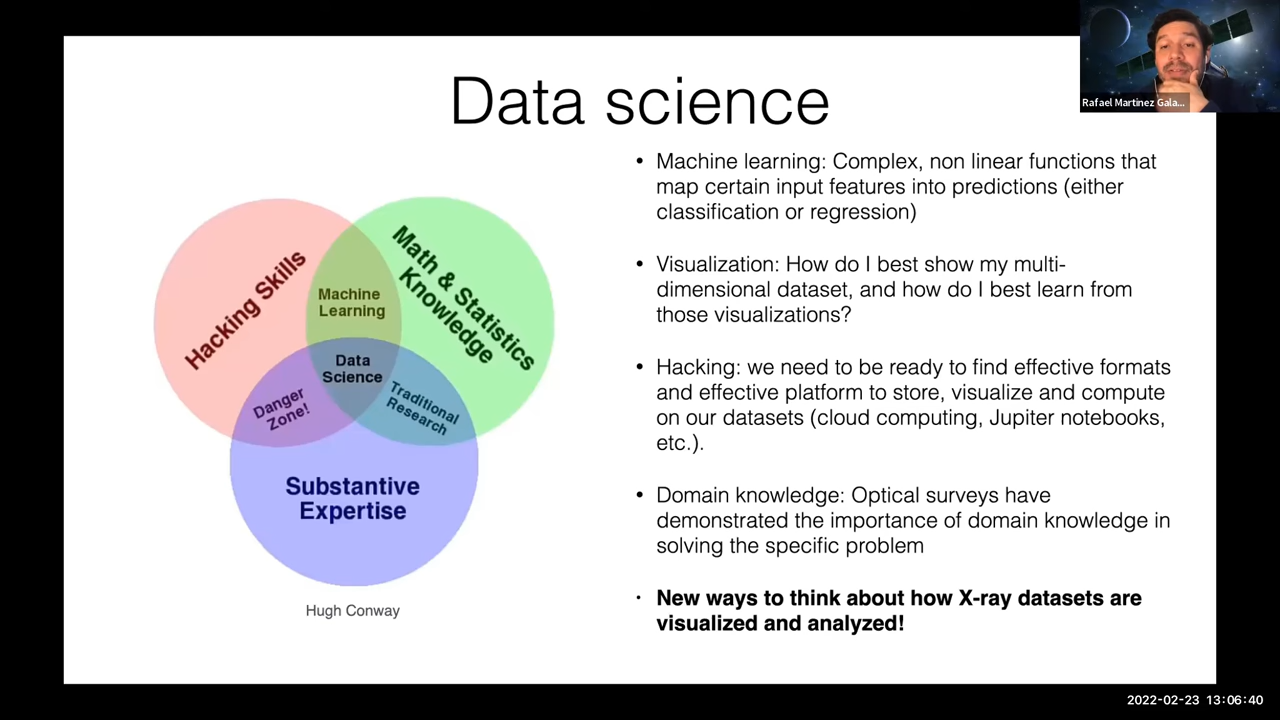 Data science
Rafael Martinez Gala...
Hacking Skills
Math & Statistics
Knowledge
Machine
Learning
Data
Science
Danger
Zone!
Traditional
Research
Substantive
Expertise
Hugh Conway
• Machine learning: Complex, non linear functions that
map certain input features into predictions (either
classification or regression)
• Visualization: How do I best show my multi-
dimensional dataset, and how do I best learn from
those visualizations?
• Hacking: we need to be ready to find effective formats
and effective platform to store, visualize and compute
on our datasets (cloud computing, Jupiter notebooks,
etc.).
• Domain knowledge: Optical surveys have
demonstrated the importance of domain knowledge in
solving the specific problem
• New ways to think about how X-ray datasets are
visualized and analyzed!
2022-02-23 13:06:40